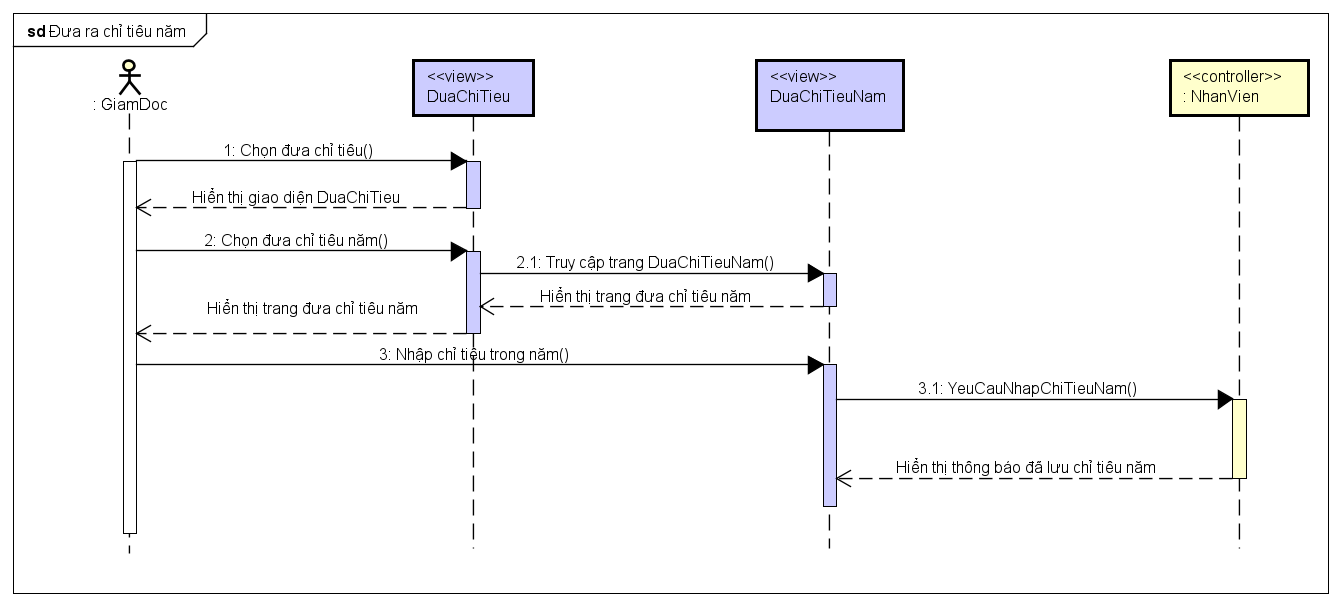 sd Đưa ra chỉ tiêu năm
: GiamDoc
<<view>>
DuaChiTieu
<<view>>
DuaChiTieuNam
<<controller>>
: NhanVien
1: Chọn đưa chỉ tiêu()
Hiển thị giao diện DuaChiTieu
2: Chọn đưa chỉ tiêu năm()
2.1: Truy cập trang DuaChiTieuNam()
Hiển thị trang đưa chỉ tiêu năm
Hiển thị trang đưa chỉ tiêu năm
3: Nhập chỉ tiêu trong năm()
3.1: YeuCauNhapChiTieuNam()
Hiển thị thông báo đã lưu chỉ tiêu năm